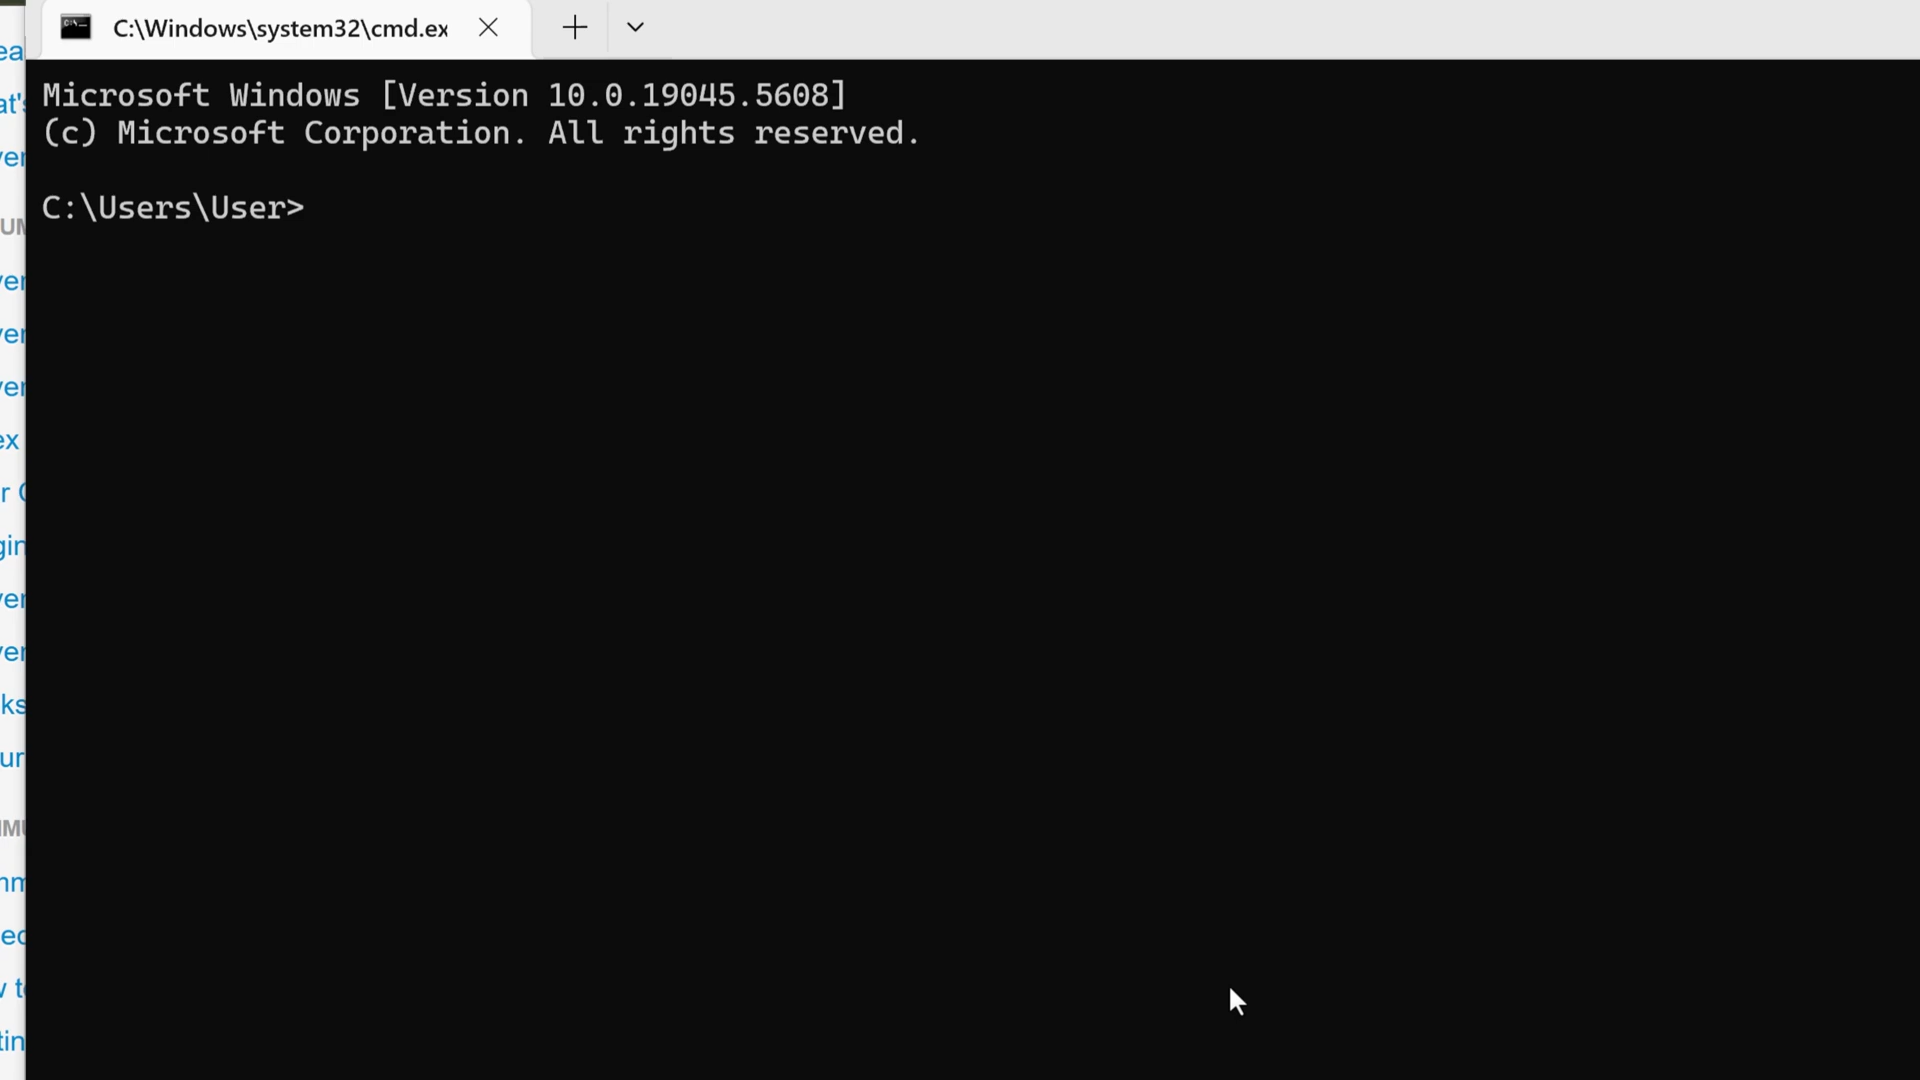 C:\Windows\system32\cmd.ex
Microsoft Windows [Version 10.0.19045.5608]
(c) Microsoft Corporation. All rights reserved.
C:\Users\User>